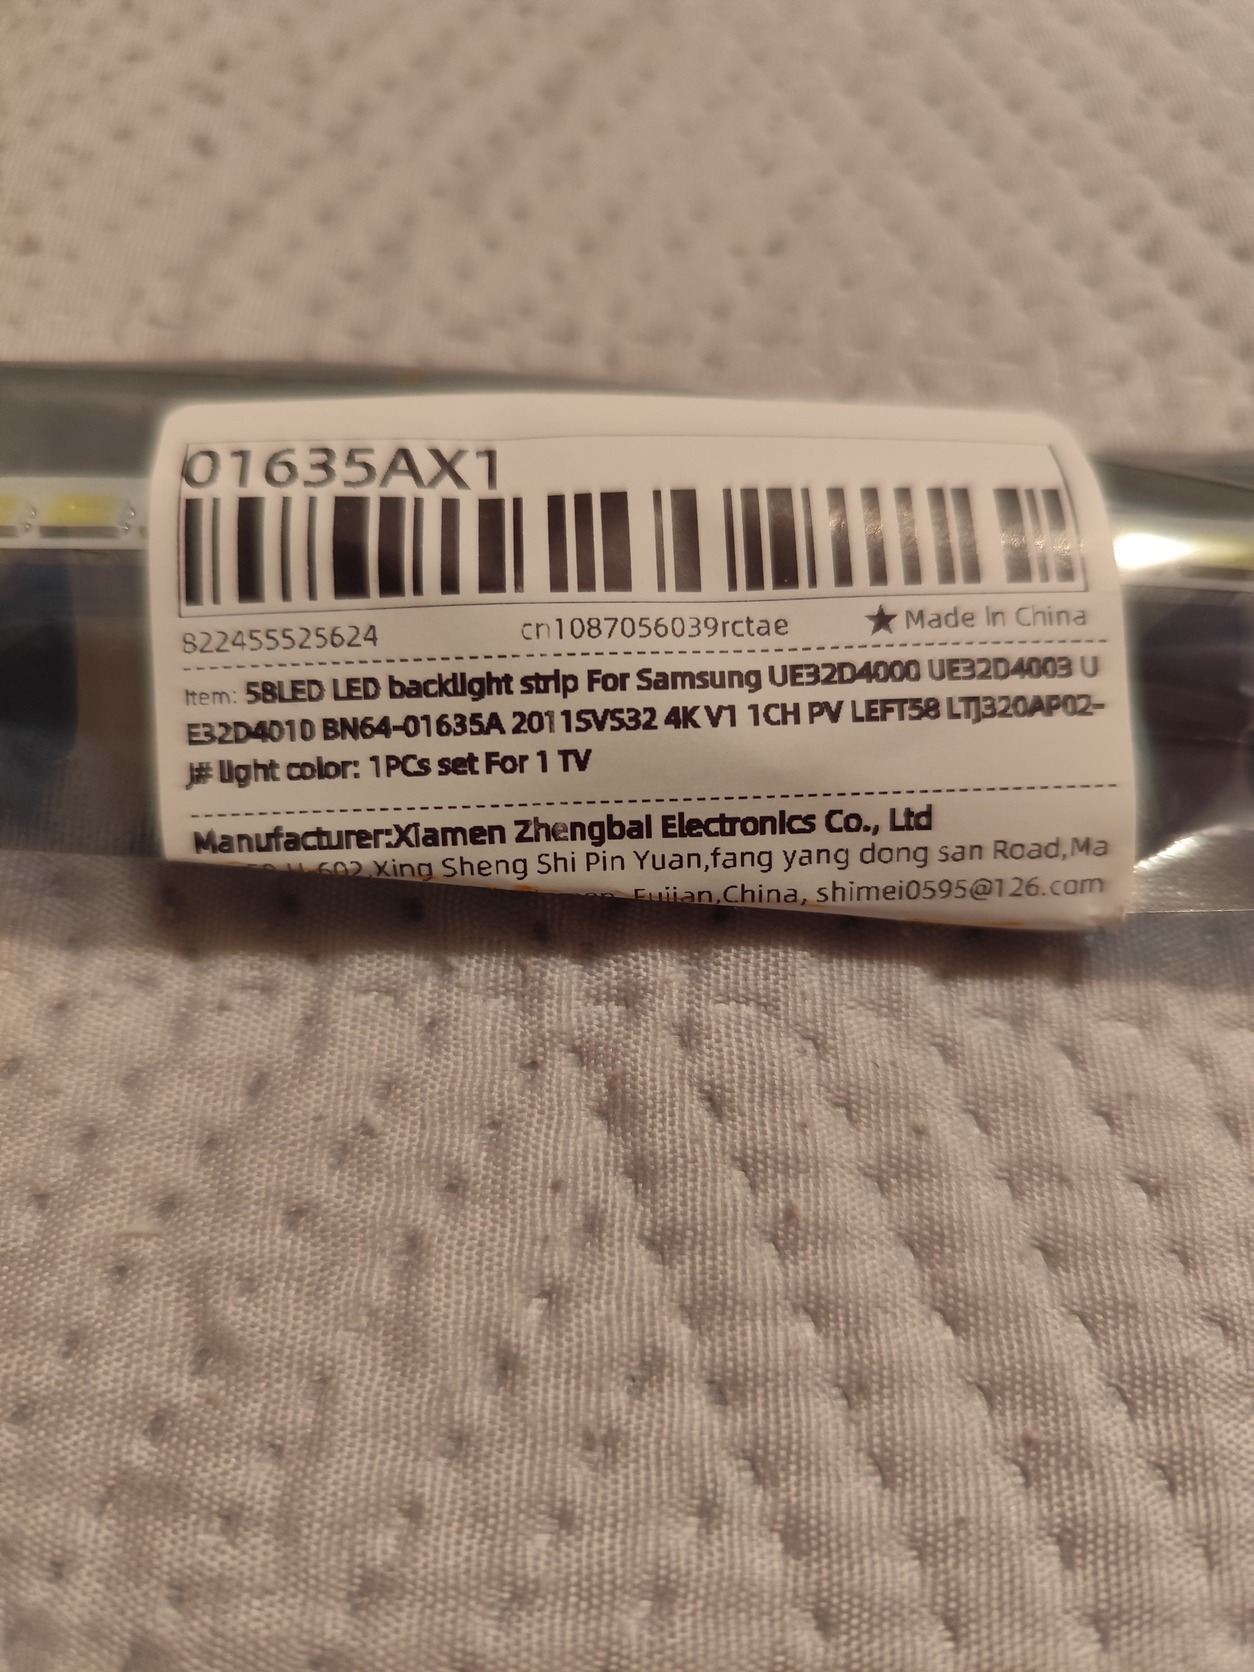 01635AX1
822455525624 cn1087056039rctae ★ Made In China
Item: 58LED LED backlight strip For Samsung UE32D4000 UE32D4003 U
E32D4010 BN64-01635A 2011SVS32 4K V1 1CH PV LEFT58 LTJ320AP02-
J# light color: 1PCs set For 1 TV
Manufacturer:Xiamen Zhengbai Electronics Co., Ltd
602,Xing Sheng Shi Pin Yuan,fang yang dong san Road,Ma
Fujian,China, shimei0595@126.com